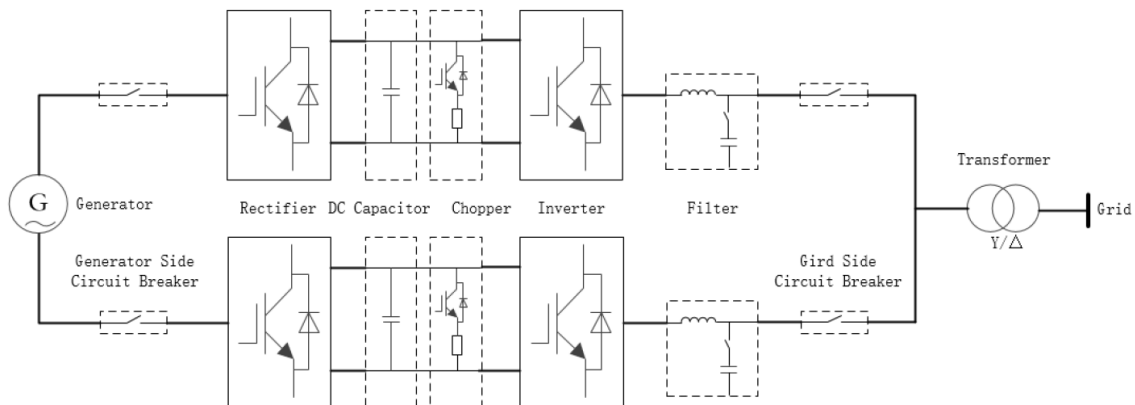 Transformer
G
Generator
Rectifier
DC Capacitor
Chopper
Inverter
Filter
Grid
Y/△
Generator Side
Circuit Breaker
Gird Side
Circuit Breaker